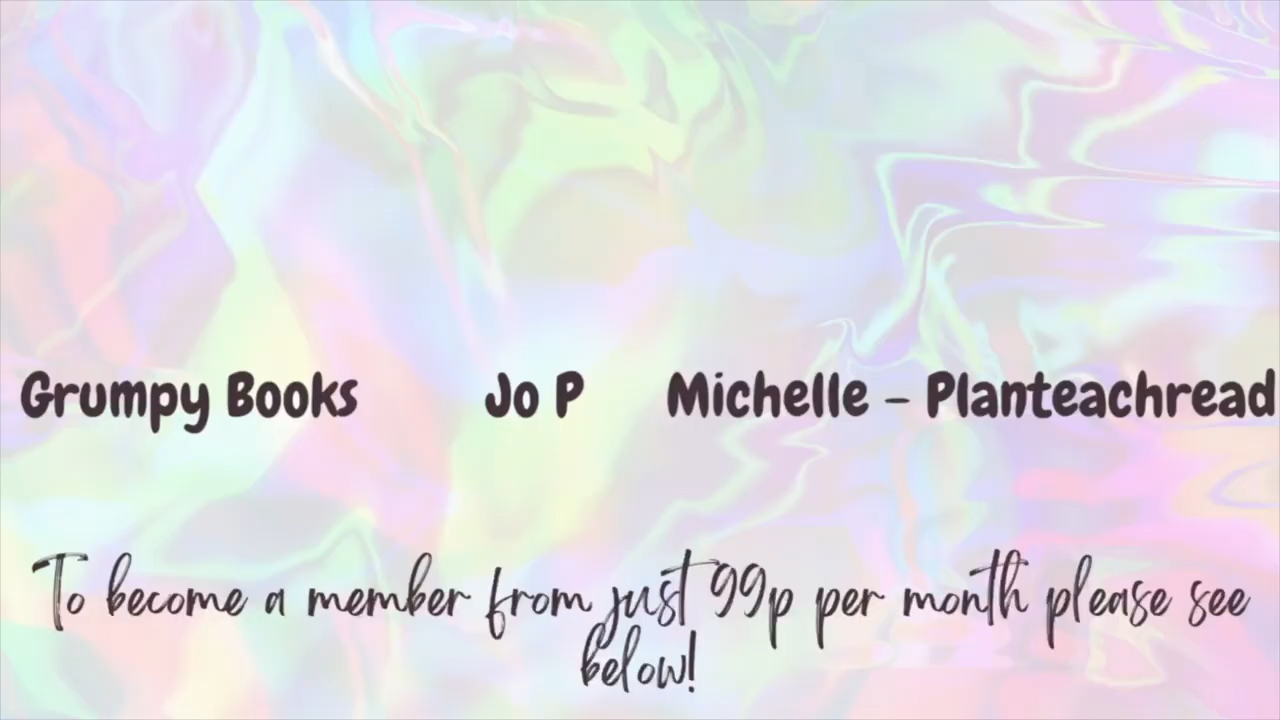 Grumpy Books Jo P Michelle - Planteachread
To become a member from just 99p per month please see
below!